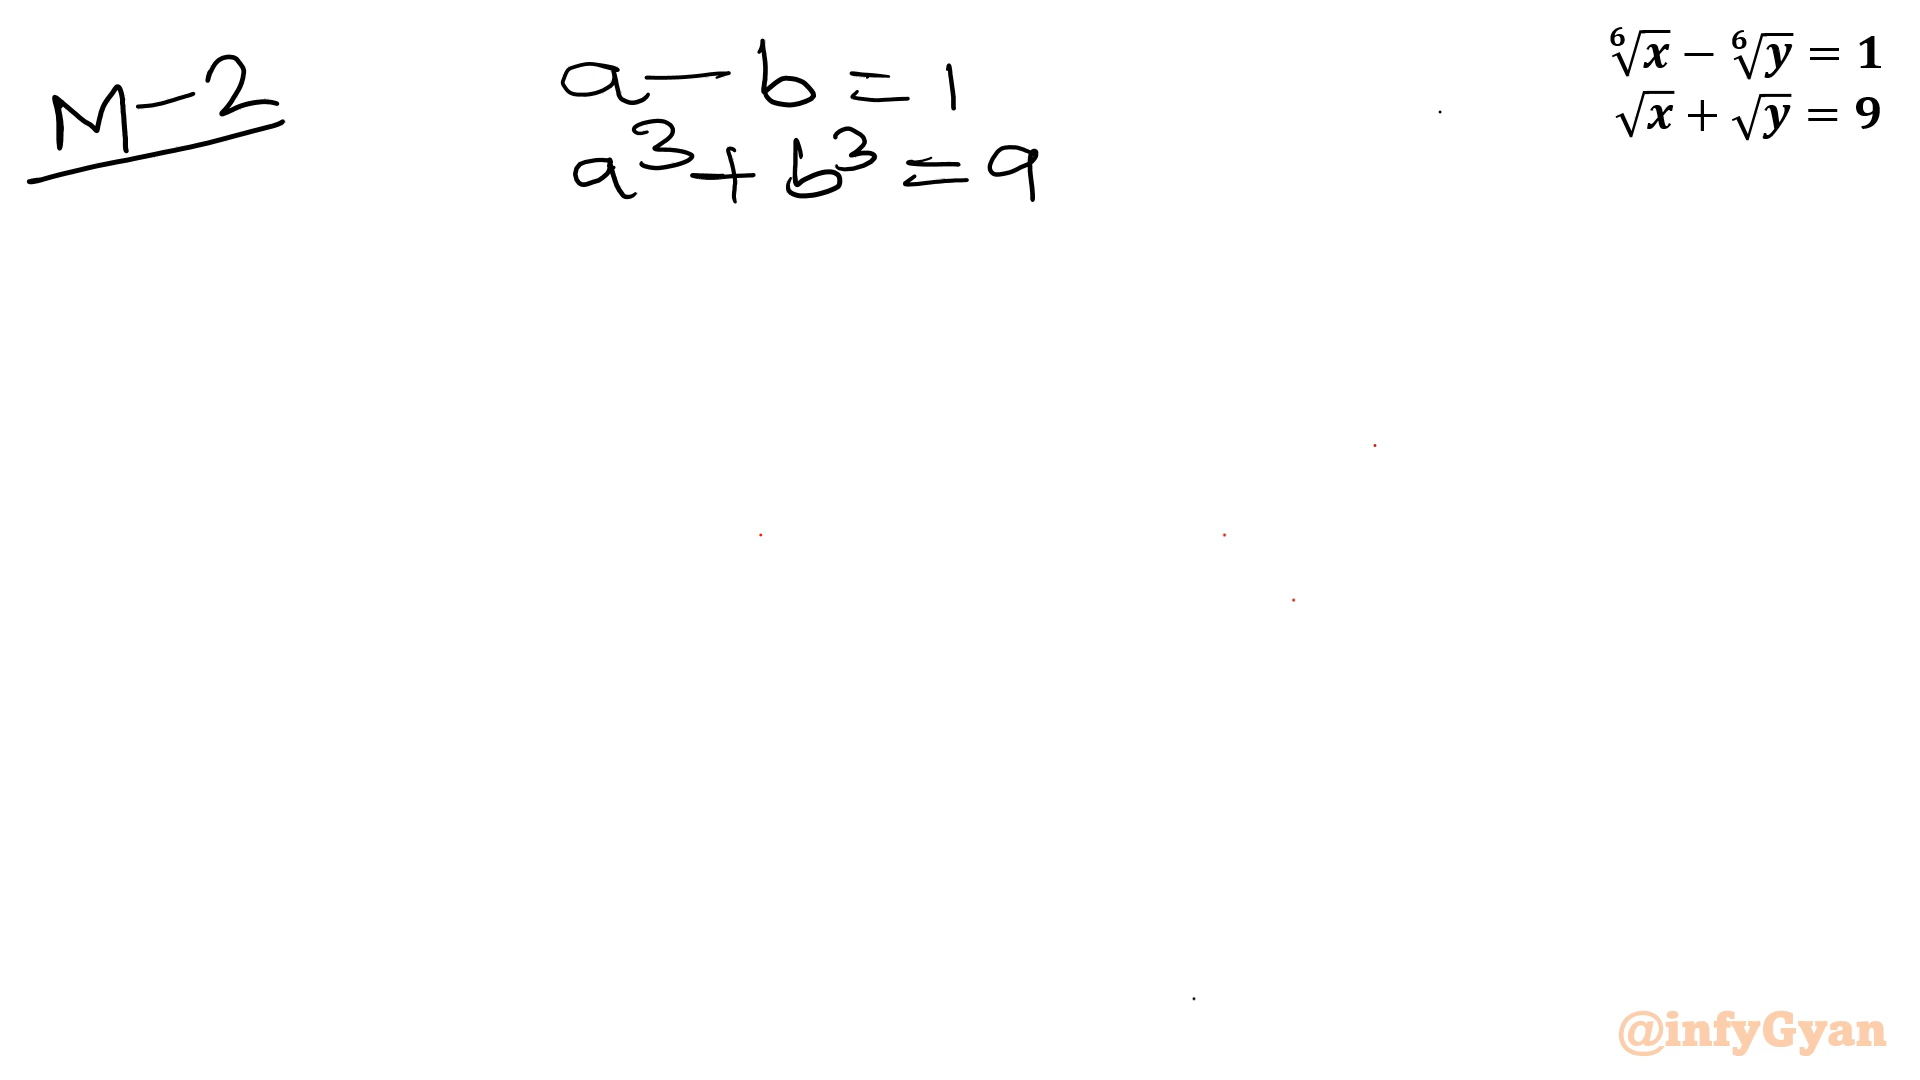 M-2
a - b = 1
a³ + b³ = 9
⁶√x − ⁶√y = 1
√x + √y = 9
@infyGyan